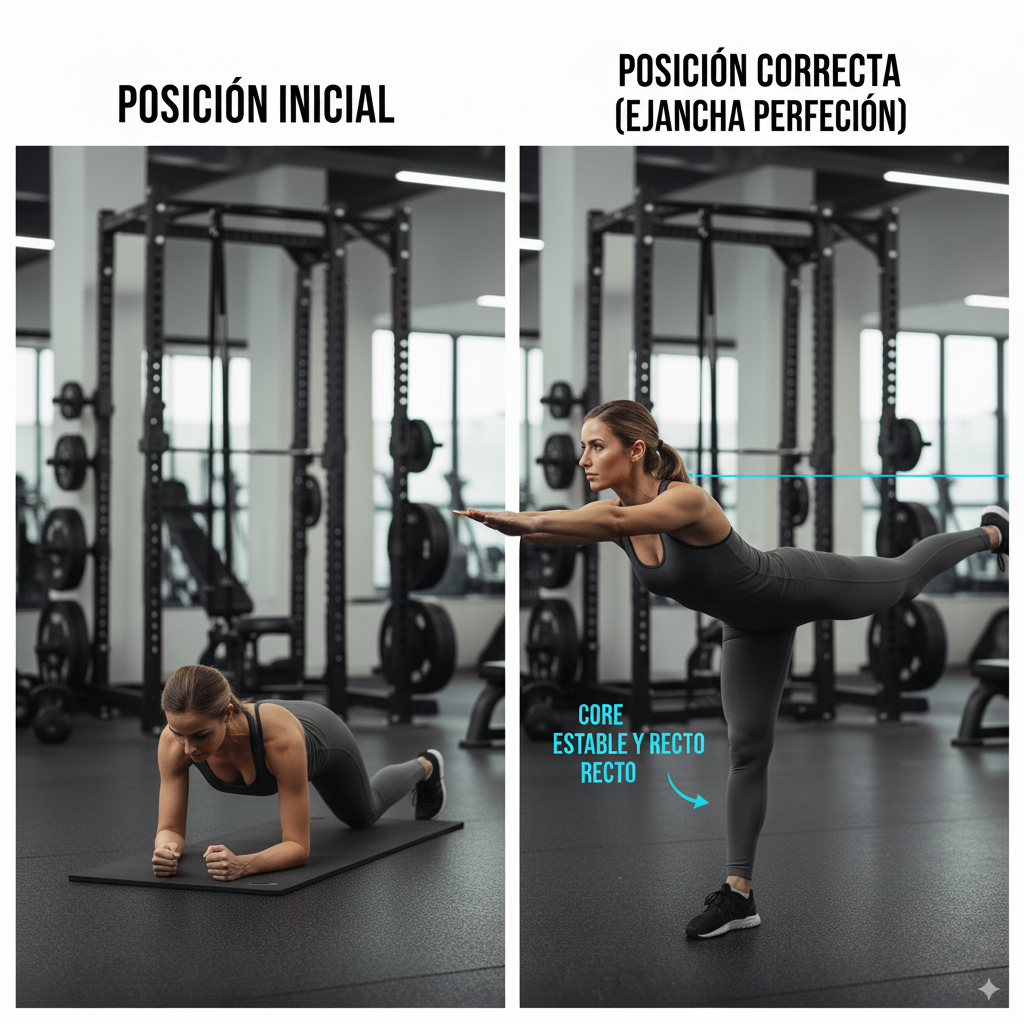 POSICIÓN INICIAL
POSICIÓN CORRECTA
(EJANCHA PERFECIÓN)
CORE
ESTABLE Y RECTO
RECTO